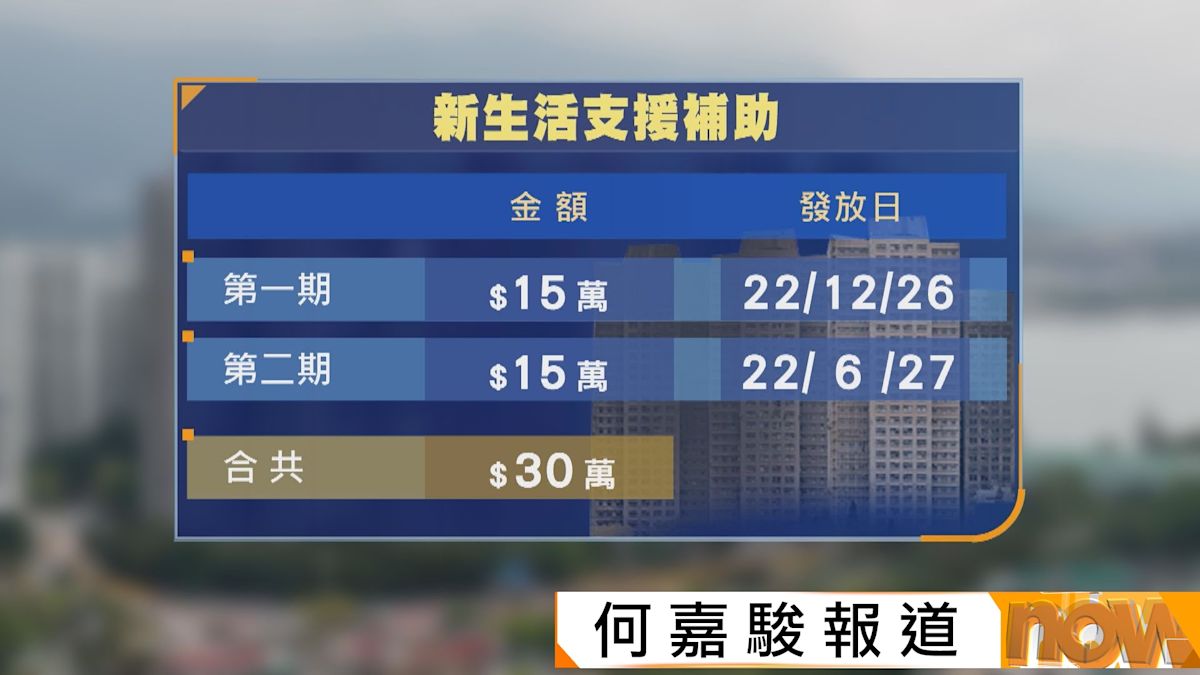 新生活支援補助
金額 發放日
第一期 $15萬 22/12/26
第二期 $15萬 22/ 6 /27
合共 $30萬
何嘉駿報道
now